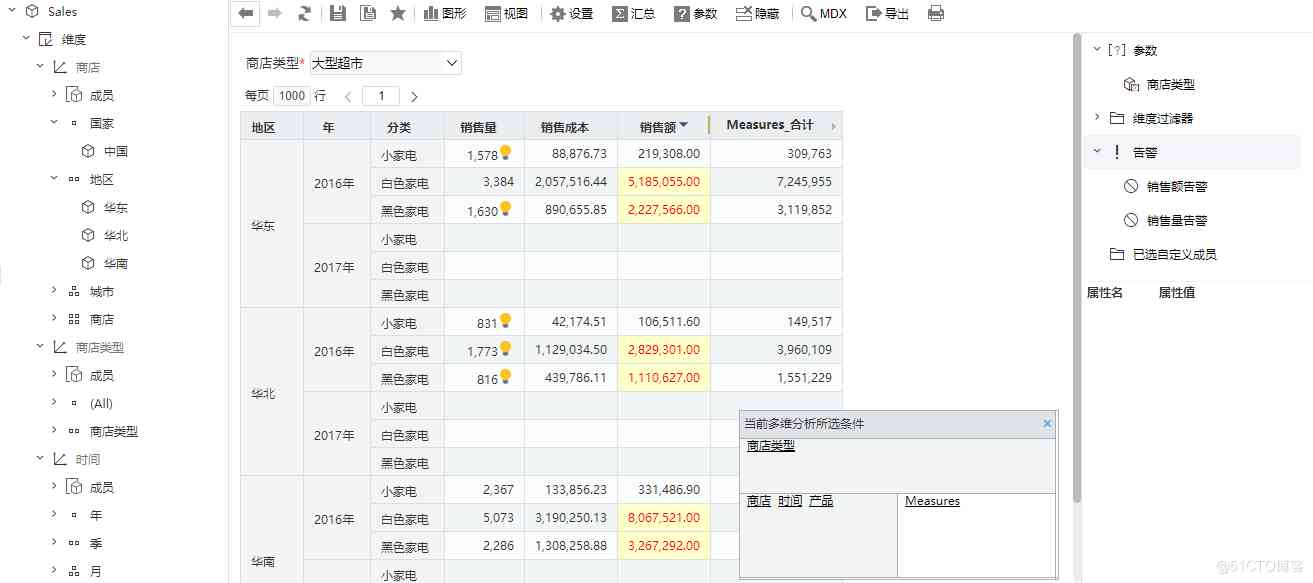 Sales
维度
商店
成员
国家
中国
地区
华东
华北
华南
城市
商店
商店类型
成员
(All)
商店类型
时间
成员
年
季
月
图形 视图 设置 汇总 参数 隐藏 MDX 导出
商店类型* 大型超市
每页 1000 行 1
地区 年 分类 销售量 销售成本 销售额 Measures_合计
华东 2016年 小家电 1,578 88,876.73 219,308.00 309,763
白色家电 3,384 2,057,516.44 5,185,055.00 7,245,955
黑色家电 1,630 890,655.85 2,227,566.00 3,119,852
2017年 小家电
白色家电
黑色家电
华北 2016年 小家电 831 42,174.51 106,511.60 149,517
白色家电 1,773 1,129,034.50 2,829,301.00 3,960,109
黑色家电 816 439,786.11 1,110,627.00 1,551,229
2017年 小家电
白色家电
黑色家电
华南 2016年 小家电 2,367 133,856.23 331,486.90
白色家电 5,073 3,190,250.13 8,067,521.00
黑色家电 2,286 1,308,258.88 3,267,292.00
小家电
当前多维分析所选条件 ×
商店类型
商店 时间 产品 Measures
[?] 参数
商店类型
维度过滤器
! 告警
销售额告警
销售量告警
已选自定义成员
属性名 属性值
@51CTO博客